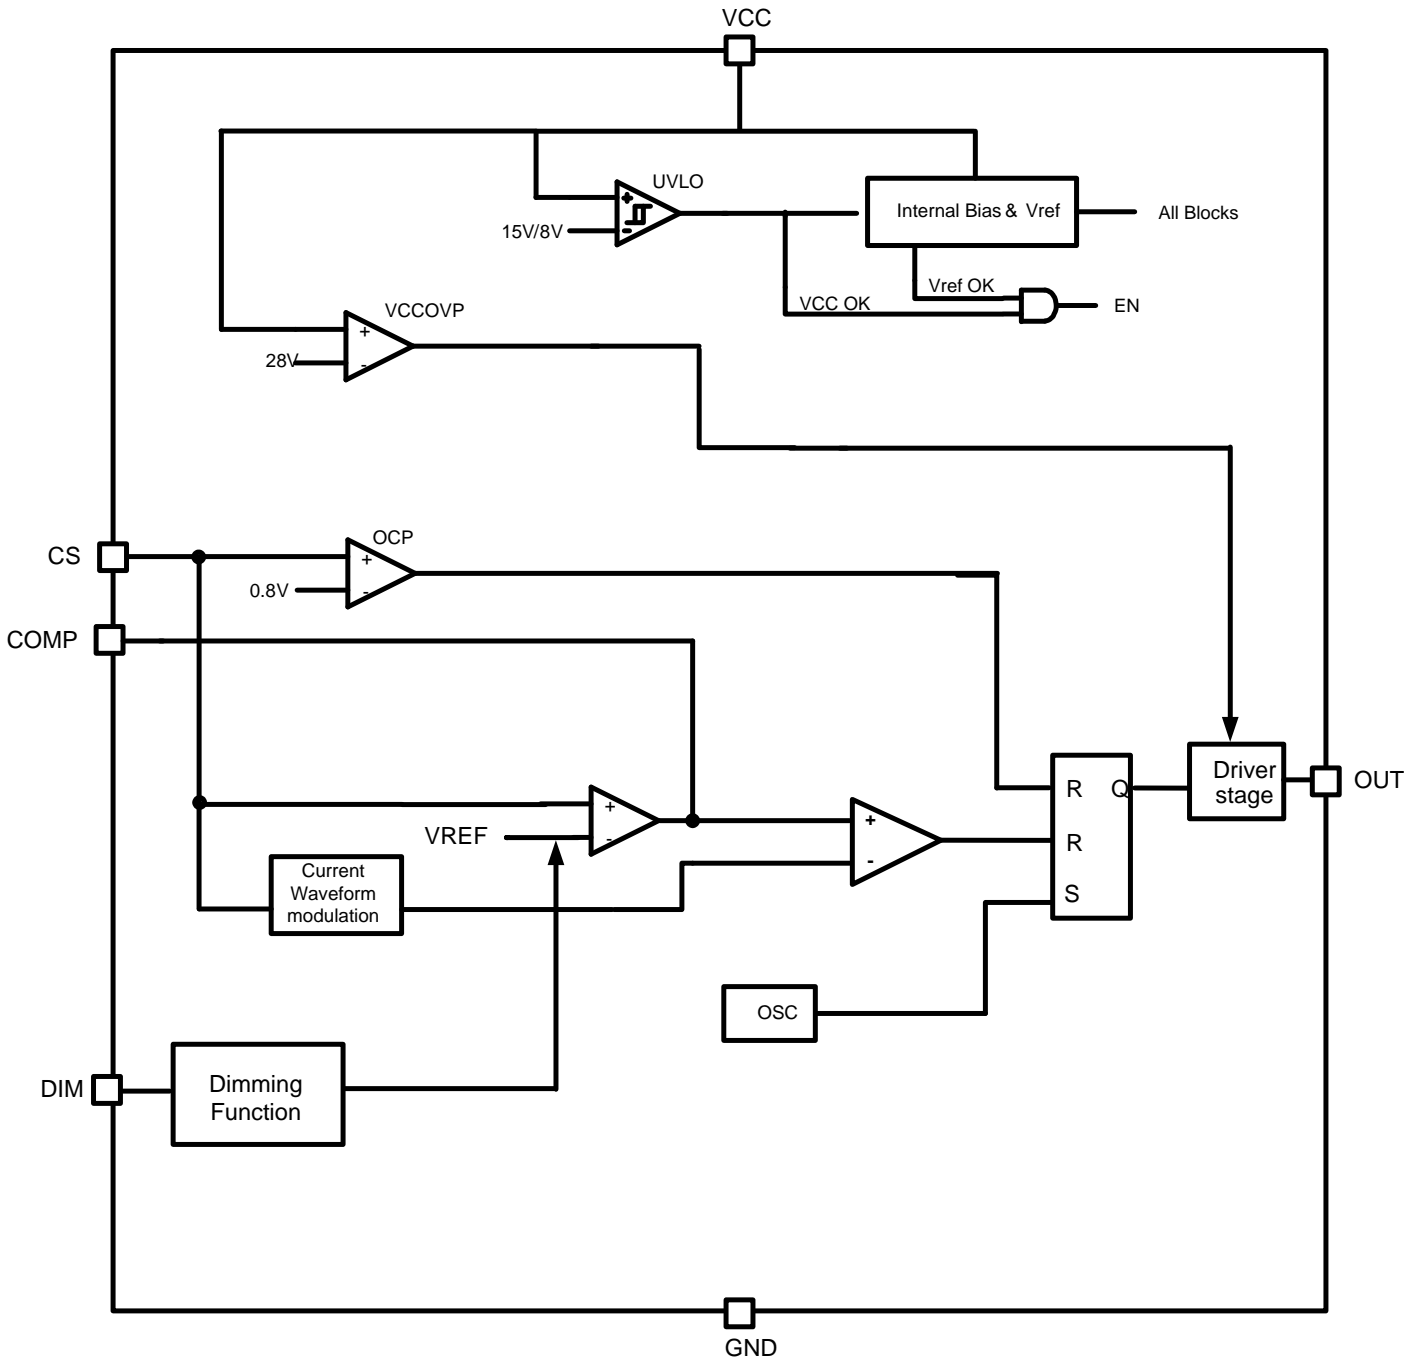 VCC
UVLO
+
-
15V/8V
Internal Bias & Vref
All Blocks
Vref OK
VCC OK
EN
VCCOVP
+
-
28V
CS
OCP
+
-
0.8V
COMP
+
-
VREF
Current
Waveform
modulation
+
-
R
Q
R
S
Driver
stage
OUT
OSC
DIM
Dimming
Function
GND